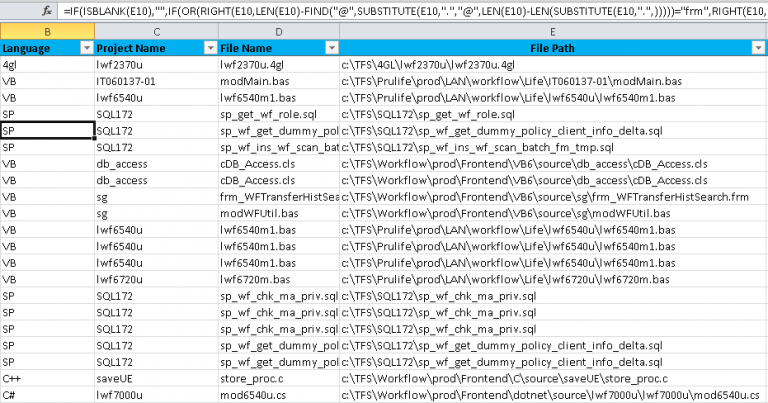 fx =IF(ISBLANK(E10),"",IF(OR(RIGHT(E10,LEN(E10)-FIND("@",SUBSTITUTE(E10,".","@",LEN(E10)-LEN(SUBSTITUTE(E10,".",)))))="frm",RIGHT(E10,
B C D E
Language Project Name File Name File Path
4gl lwf2370u lwf2370u.4gl c:\TFS\4GL\lwf2370u\lwf2370u.4gl
VB IT060137-01 modMain.bas c:\TFS\Prulife\prod\LAN\workflow\Life\IT060137-01\modMain.bas
VB lwf6540u lwf6540m1.bas c:\TFS\Prulife\prod\LAN\workflow\Life\lwf6540u\lwf6540m1.bas
SP SQL172 sp_get_wf_role.sql c:\TFS\SQL172\sp_get_wf_role.sql
SP SQL172 sp_wf_get_dummy_pol c:\TFS\SQL172\sp_wf_get_dummy_policy_client_info_delta.sql
SP SQL172 sp_wf_ins_wf_scan_bat c:\TFS\SQL172\sp_wf_ins_wf_scan_batch_fm_tmp.sql
VB db_access cDB_Access.cls c:\TFS\Workflow\prod\Frontend\VB6\source\db_access\cDB_Access.cls
VB db_access cDB_Access.cls c:\TFS\Workflow\prod\Frontend\VB6\source\db_access\cDB_Access.cls
VB sg frm_WFTransferHistSea c:\TFS\Workflow\prod\Frontend\VB6\source\sg\frm_WFTransferHistSearch.frm
VB sg modWFUtil.bas c:\TFS\Workflow\prod\Frontend\VB6\source\sg\modWFUtil.bas
VB lwf6540u lwf6540m1.bas c:\TFS\Prulife\prod\LAN\workflow\Life\lwf6540u\lwf6540m1.bas
VB lwf6540u lwf6540m1.bas c:\TFS\Prulife\prod\LAN\workflow\Life\lwf6540u\lwf6540m1.bas
VB lwf6540u lwf6540m1.bas c:\TFS\Prulife\prod\LAN\workflow\Life\lwf6540u\lwf6540m1.bas
VB lwf6720u lwf6720m.bas c:\TFS\Prulife\prod\LAN\workflow\Life\lwf6720u\lwf6720m.bas
SP SQL172 sp_wf_chk_ma_priv.sql c:\TFS\SQL172\sp_wf_chk_ma_priv.sql
SP SQL172 sp_wf_chk_ma_priv.sql c:\TFS\SQL172\sp_wf_chk_ma_priv.sql
SP SQL172 sp_wf_chk_ma_priv.sql c:\TFS\SQL172\sp_wf_chk_ma_priv.sql
SP SQL172 sp_wf_get_dummy_pol c:\TFS\SQL172\sp_wf_get_dummy_policy_client_info_delta.sql
SP SQL172 sp_wf_get_dummy_pol c:\TFS\SQL172\sp_wf_get_dummy_policy_client_info_delta.sql
C++ saveUE store_proc.c c:\TFS\Workflow\prod\Frontend\C\source\saveUE\store_proc.c
C# lwf7000u mod6540u.cs c:\TFS\Workflow\prod\Frontend\dotnet\source\lwf7000u\lwf7000u\mod6540u.cs